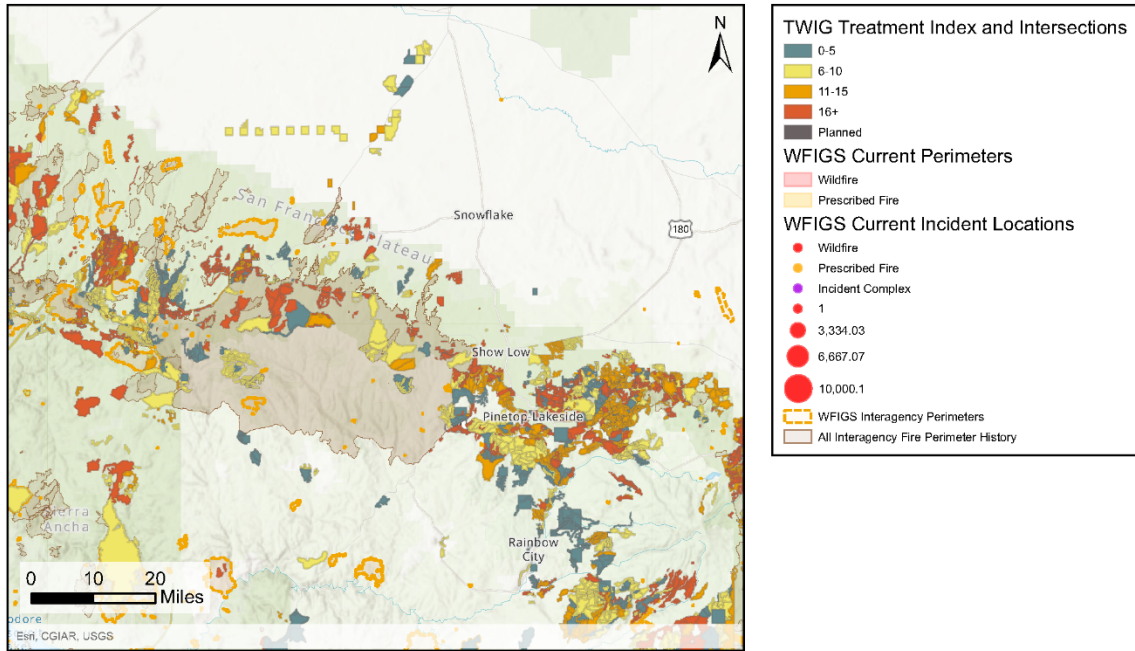 N
San Francisco Plateau
Snowflake
180
Show Low
Pinetop-Lakeside
Ancha
Rainbow
City
0 10 20
Miles
Esri, CGIAR, USGS
TWIG Treatment Index and Intersections
0-5
6-10
11-15
16+
Planned
WFIGS Current Perimeters
Wildfire
Prescribed Fire
WFIGS Current Incident Locations
Wildfire
Prescribed Fire
Incident Complex
1
3,334.03
6,667.07
10,000.1
WFIGS Interagency Perimeters
All Interagency Fire Perimeter History